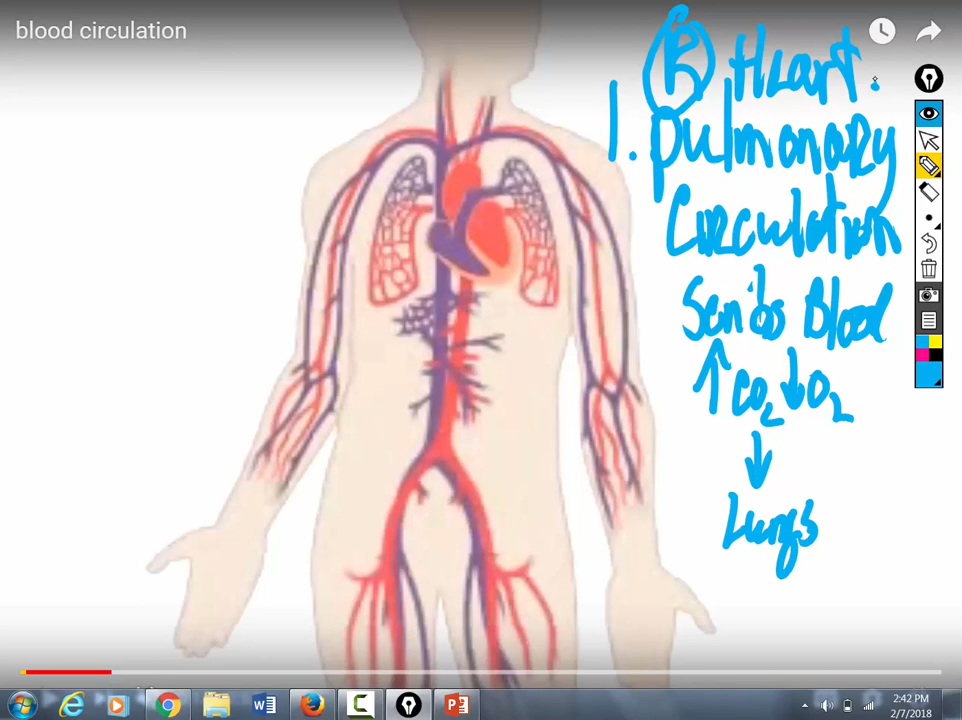 blood circulation
Ⓡ Heart.
1. Pulmonary
Circulation
Sends Blood
↑CO2 ↓O2
↓
Lungs
2:42 PM
2/7/2018